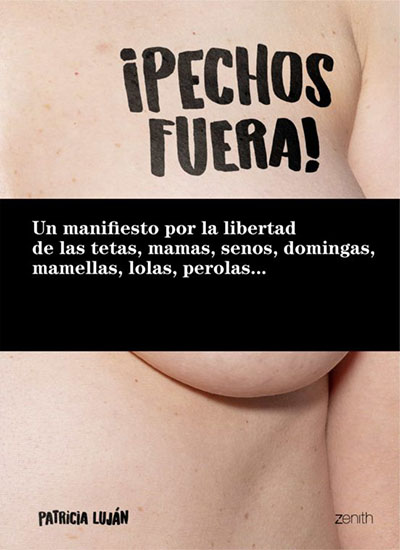 ¡PECHOS
FUERA!
Un manifiesto por la libertad
de las tetas, mamas, senos, domingas,
mamellas, lolas, perolas...
PATRICIA LUJÁN
zenith